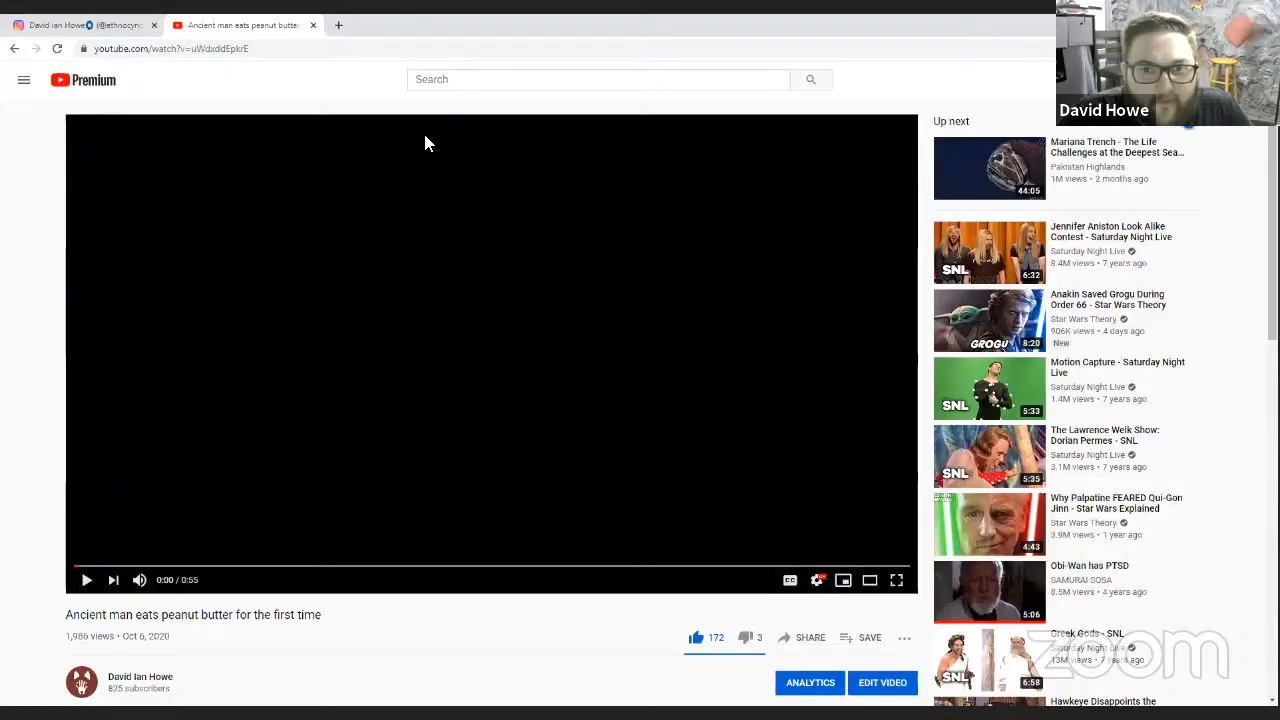 David ian Howe (@ethnocyn
Ancient man eats peanut butter
youtube.com/watch?v=uWdxddEpkrE
Premium
Search
David Howe
Up next
Mariana Trench - The Life
Challenges at the Deepest Sea...
Pakistan Highlands
1M views • 2 months ago
44:05
Jennifer Aniston Look Alike
Contest - Saturday Night Live
Saturday Night Live
8.4M views • 7 years ago
SNL
6:32
Anakin Saved Grogu During
Order 66 - Star Wars Theory
Star Wars Theory
906K views • 4 days ago
New
GROGU
8:20
Motion Capture - Saturday Night
Live
Saturday Night Live
1.4M views • 7 years ago
SNL
5:33
The Lawrence Welk Show:
Dorian Permes - SNL
Saturday Night Live
3.1M views • 7 years ago
SNL
5:35
Why Palpatine FEARED Qui-Gon
Jinn - Star Wars Explained
Star Wars Theory
3.9M views • 1 year ago
4:43
Obi-Wan has PTSD
SAMURAI SOSA
8.5M views • 4 years ago
5:06
Greek Gods - SNL
Saturday Night Live
13M views • 7 years ago
SNL
6:58
Hawkeye Disappoints the
0:00 / 0:55
CC
Ancient man eats peanut butter for the first time
1,986 views • Oct 6, 2020
172
3
SHARE
SAVE
David Ian Howe
825 subscribers
ANALYTICS
EDIT VIDEO
zoom